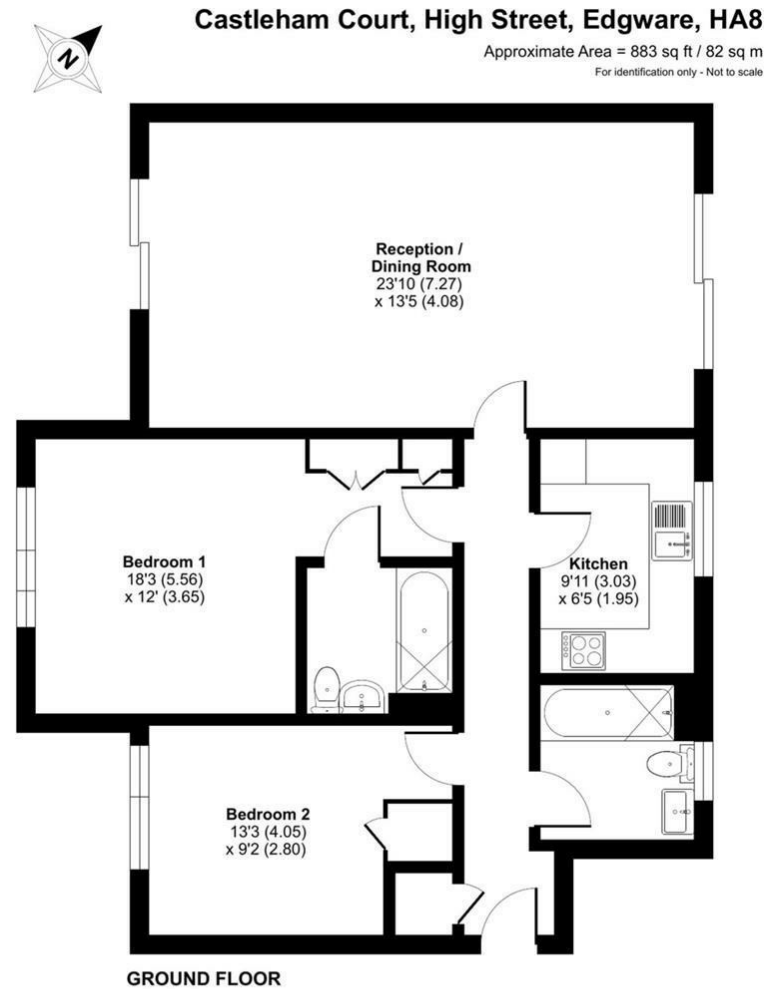 Castleham Court, High Street, Edgware, HA8
Approximate Area = 883 sq ft / 82 sq m
For identification only - Not to scale
N
Reception /
Dining Room
23'10 (7.27)
x 13'5 (4.08)
Bedroom 1
18'3 (5.56)
x 12' (3.65)
Kitchen
9'11 (3.03)
x 6'5 (1.95)
Bedroom 2
13'3 (4.05)
x 9'2 (2.80)
GROUND FLOOR